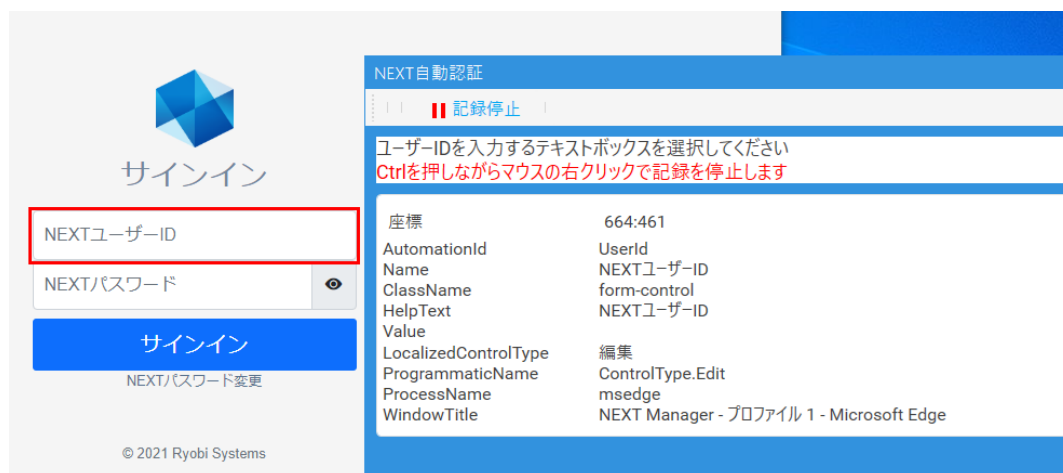 サインイン
NEXTユーザーID
NEXTパスワード
サインイン
NEXTパスワード変更
© 2021 Ryobi Systems
NEXT自動認証
記録停止
ユーザーIDを入力するテキストボックスを選択してください
Ctrlを押しながらマウスの右クリックで記録を停止します
座標 664:461
AutomationId UserId
Name NEXTユーザーID
ClassName form-control
HelpText NEXTユーザーID
Value
LocalizedControlType 編集
ProgrammaticName ControlType.Edit
ProcessName msedge
WindowTitle NEXT Manager - プロファイル 1 - Microsoft Edge